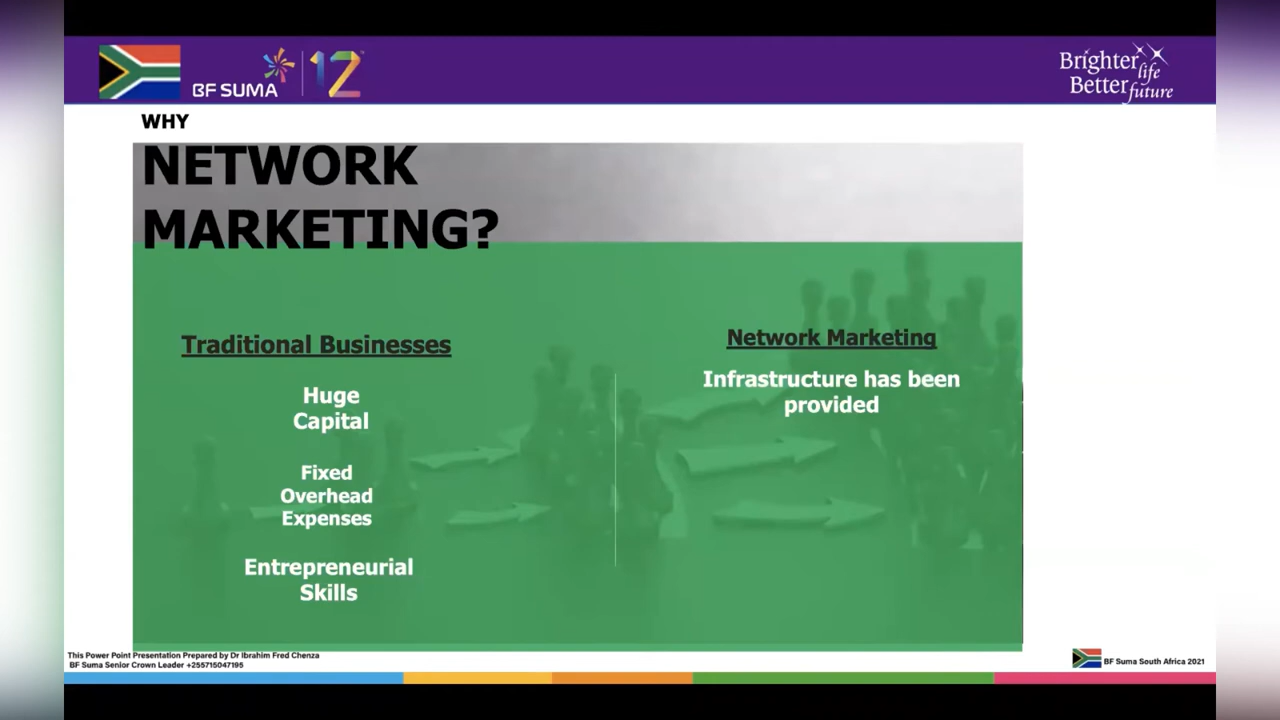 BF SUMA
12
Brighter life
Better future
WHY
NETWORK
MARKETING?
Traditional Businesses
Huge
Capital
Fixed
Overhead
Expenses
Entrepreneurial
Skills
Network Marketing
Infrastructure has been
provided
This Power Point Presentation Prepared by Dr Ibrahim Fred Chenza
BF Suma Senior Crown Leader +255715047195
BF Suma South Africa 2021